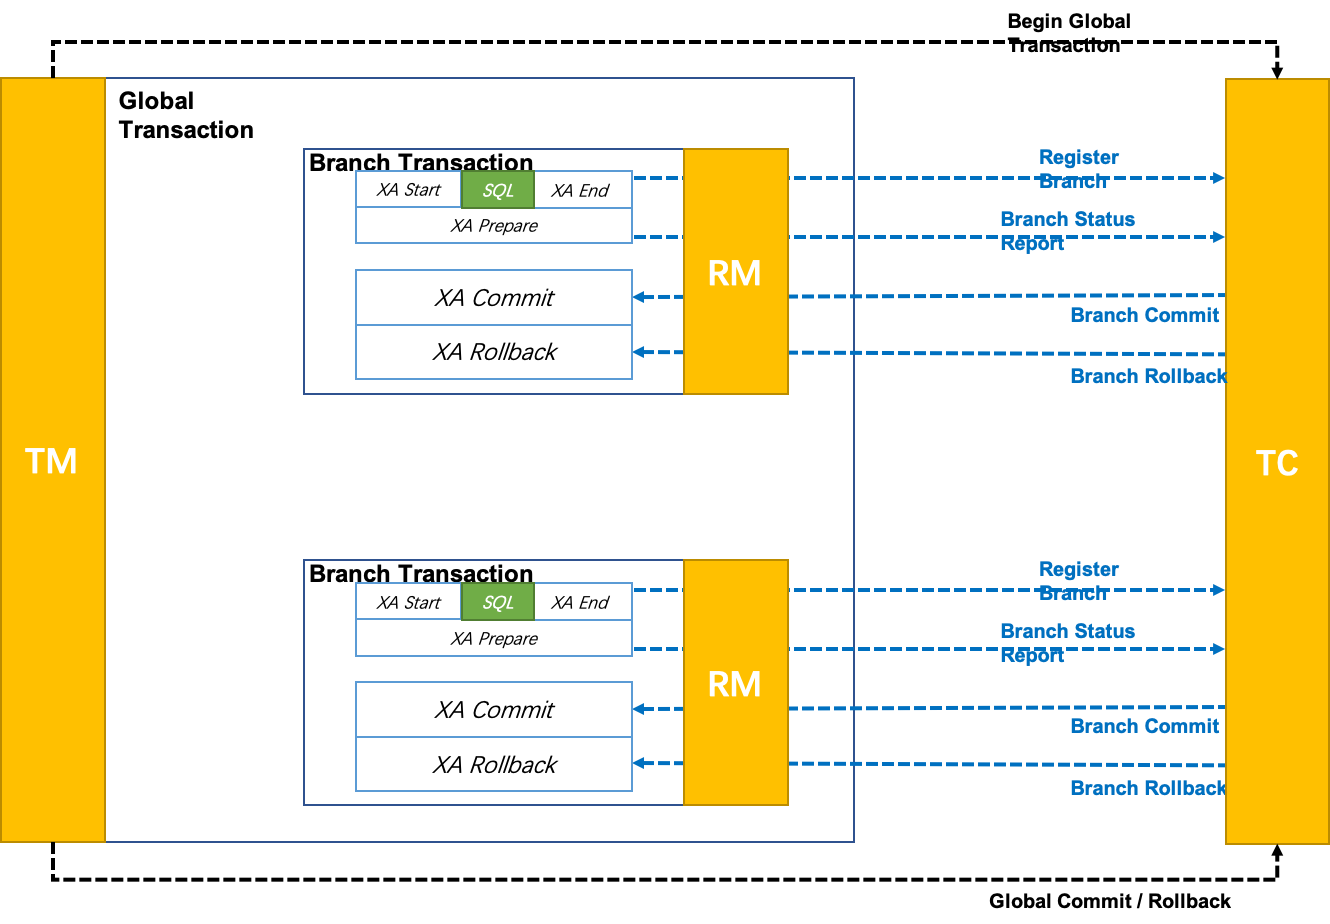 Begin Global
Transaction
Global
Transaction
Branch Transaction
XA Start
SQL
XA End
XA Prepare
XA Commit
XA Rollback
RM
Register
Branch
Branch Status
Report
Branch Commit
Branch Rollback
TM
TC
Branch Transaction
XA Start
SQL
XA End
XA Prepare
XA Commit
XA Rollback
RM
Register
Branch
Branch Status
Report
Branch Commit
Branch Rollback
Global Commit / Rollback